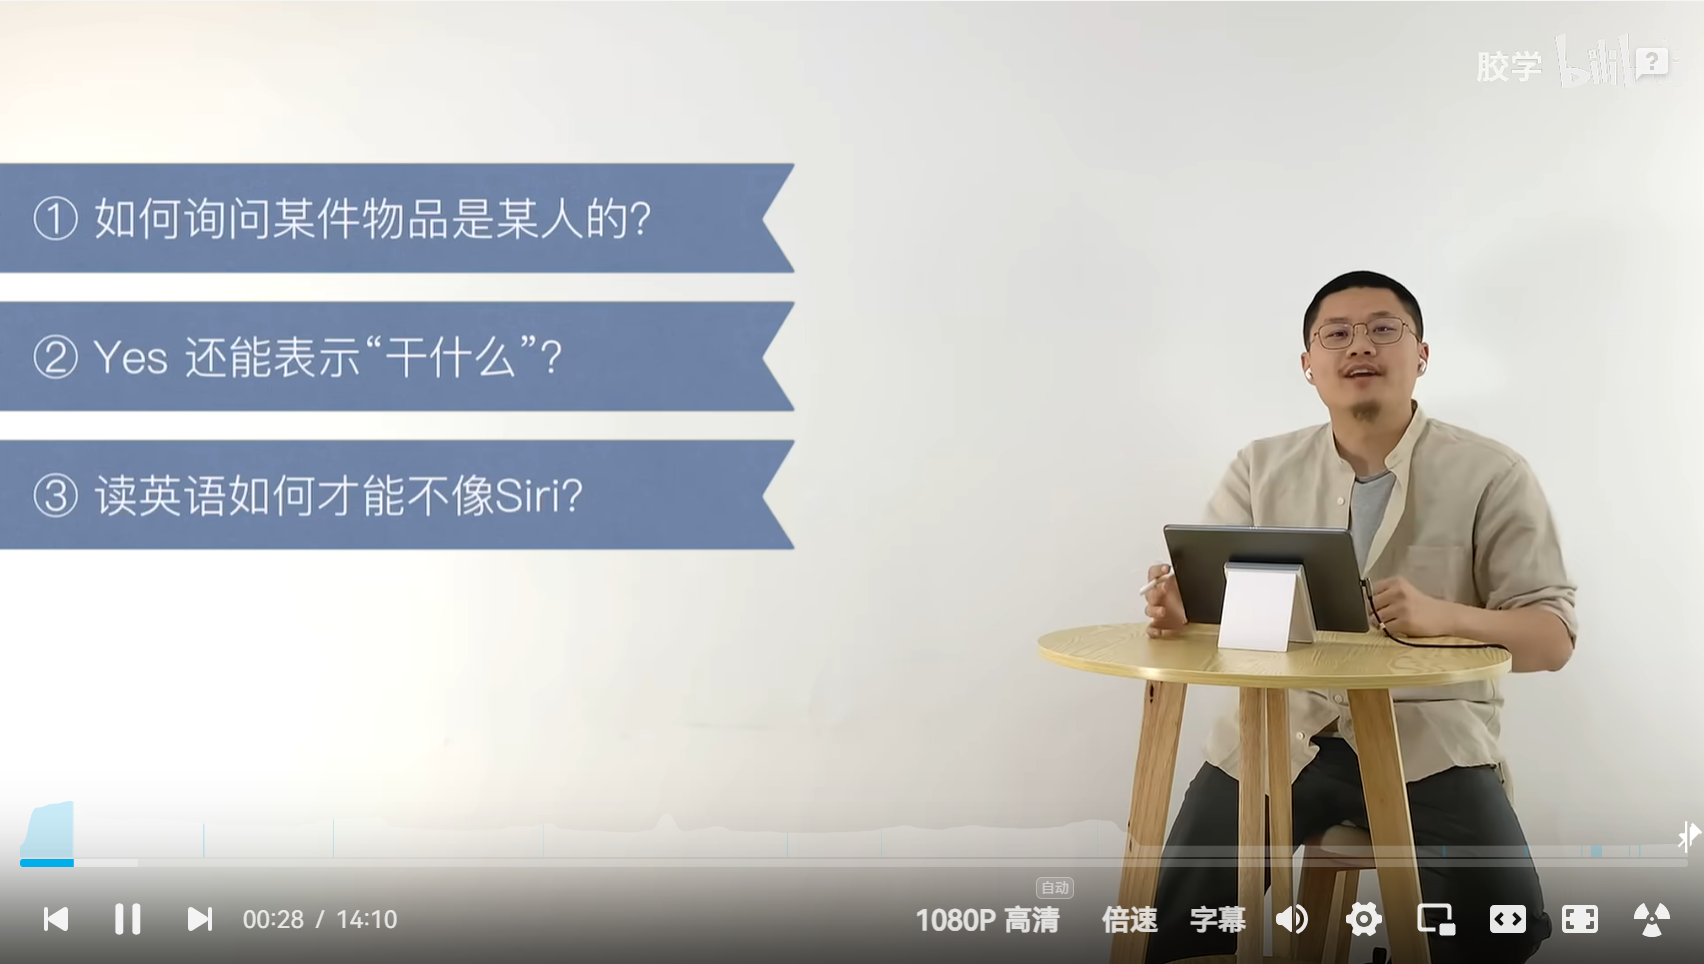 胶学 bilibili
① 如何询问某件物品是某人的?
② Yes 还能表示“干什么”?
③ 读英语如何才能不像Siri?
自动
00:28 / 14:10
1080P 高清 倍速 字幕